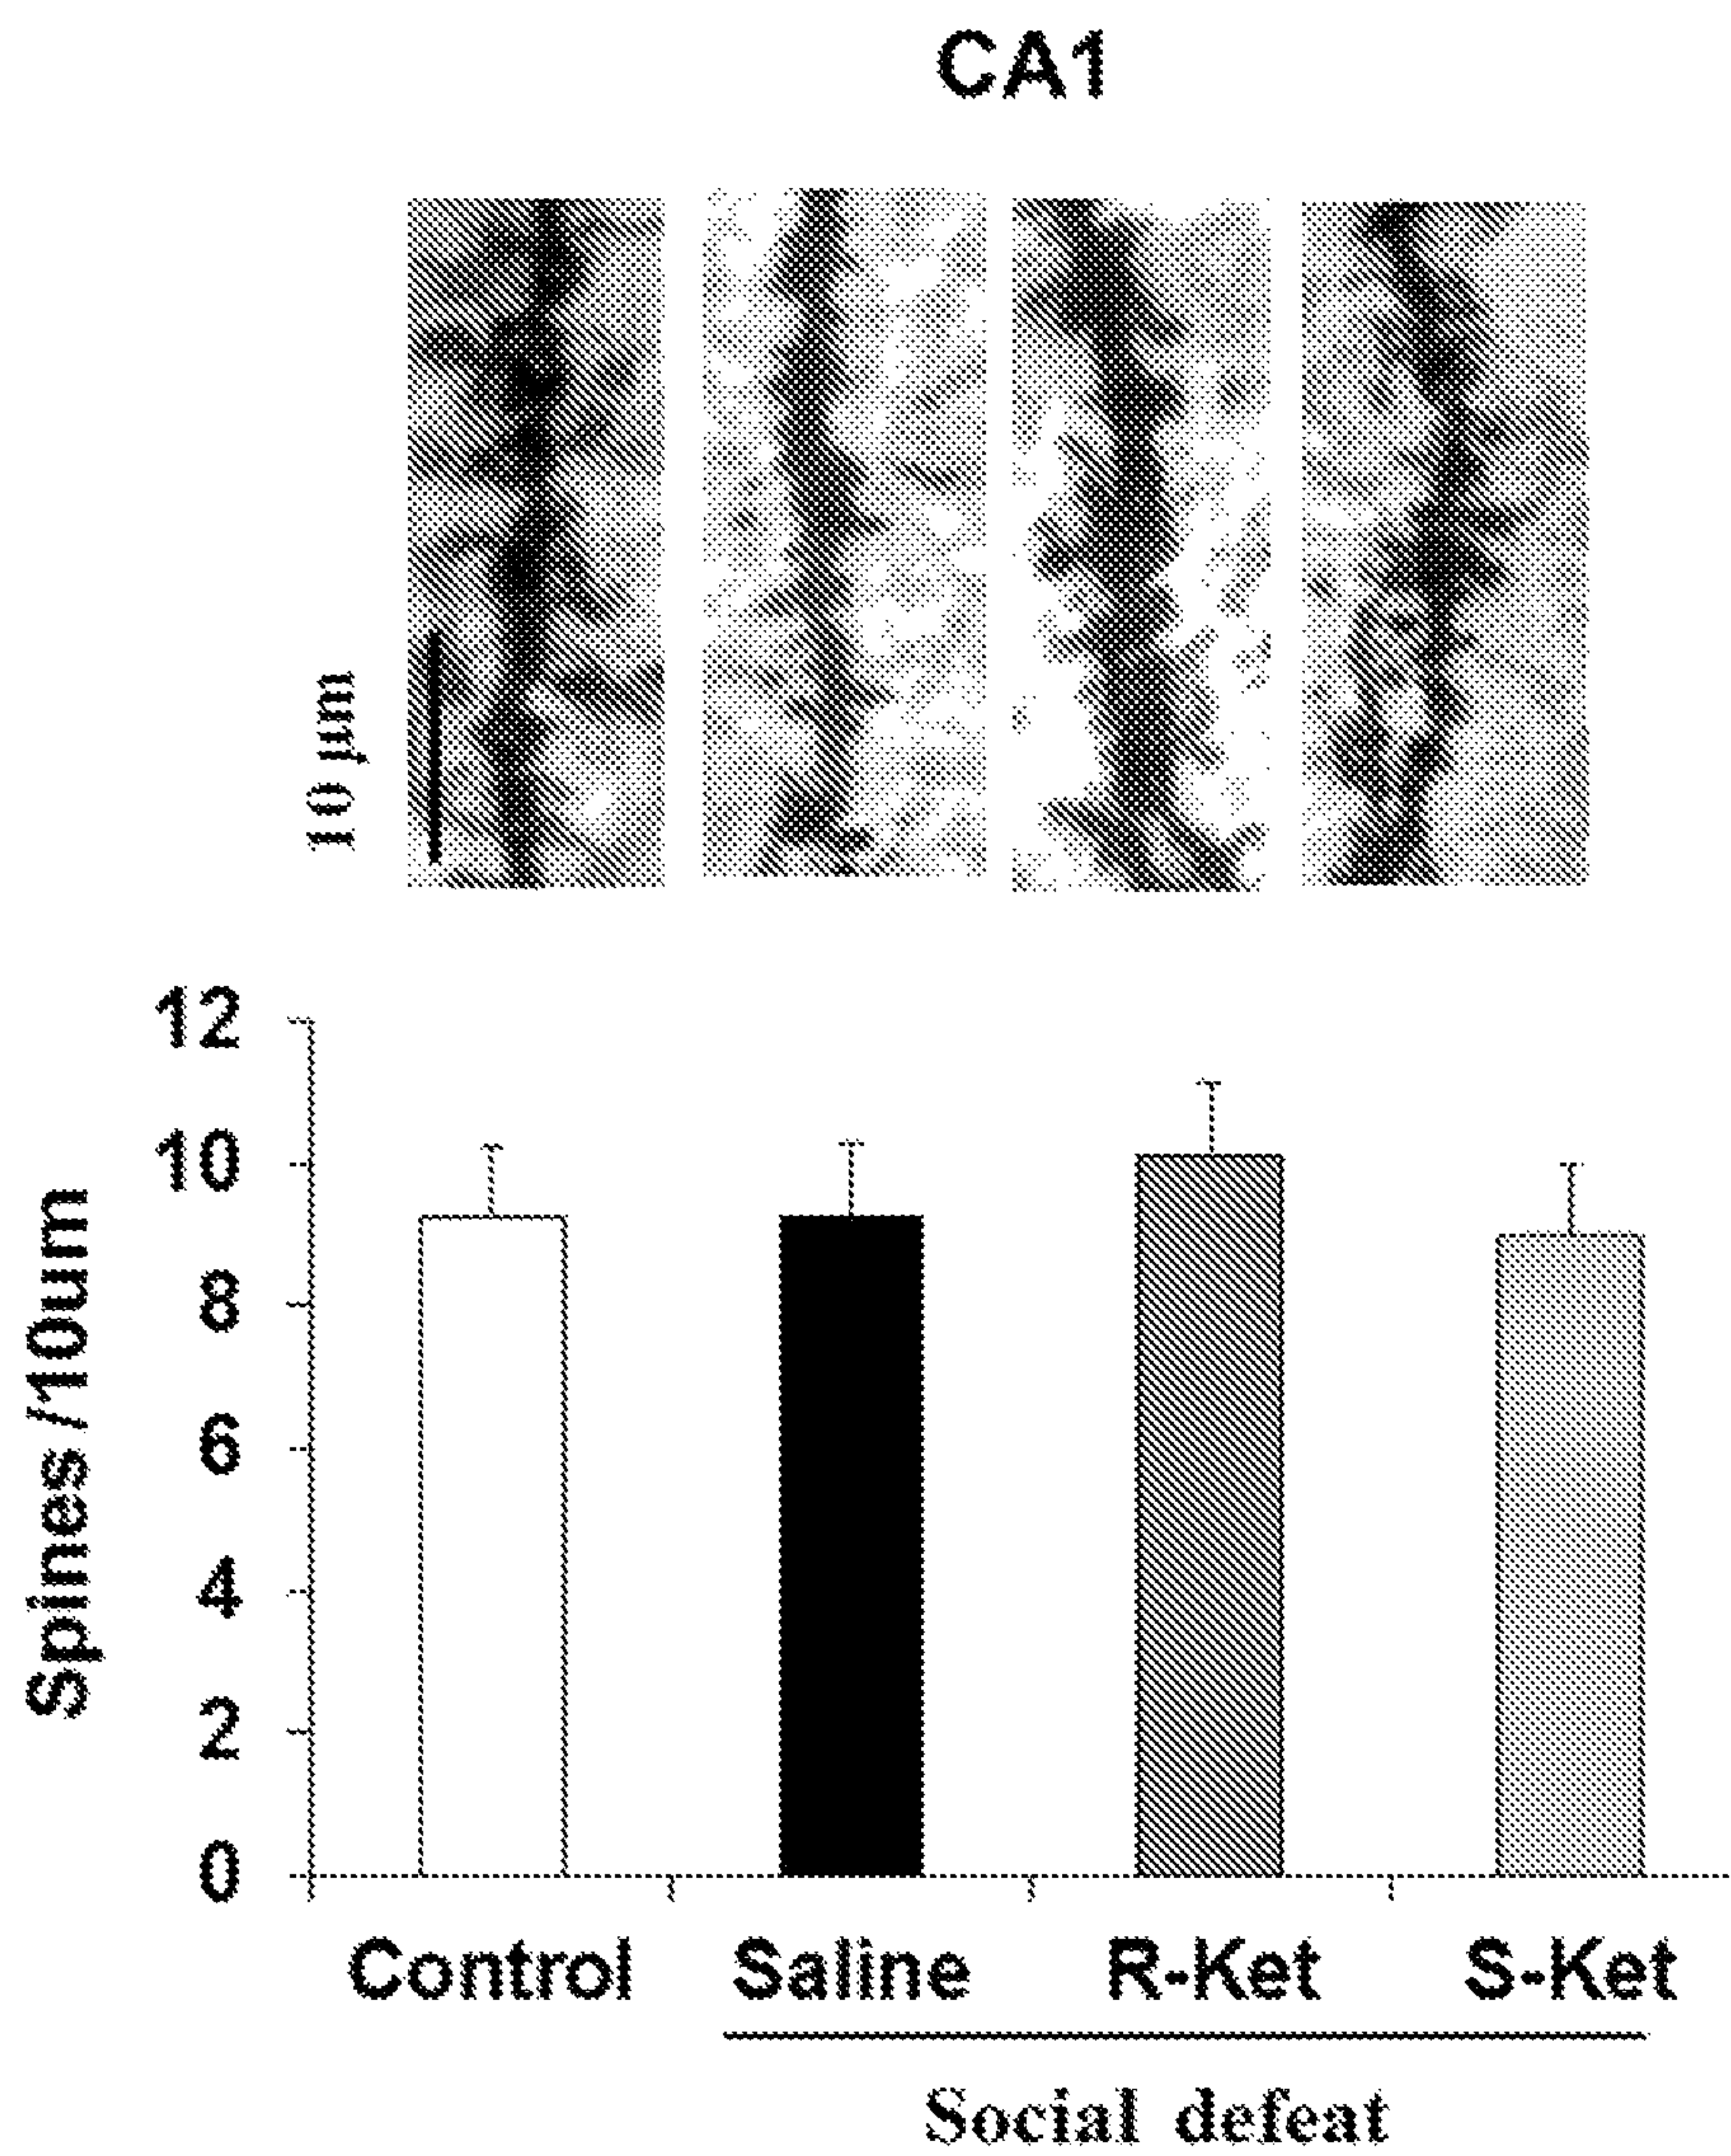 CA1
10 µm
Spines/10um
12
10
8
6
4
2
0
Control Saline R-Ket S-Ket
Social defeat